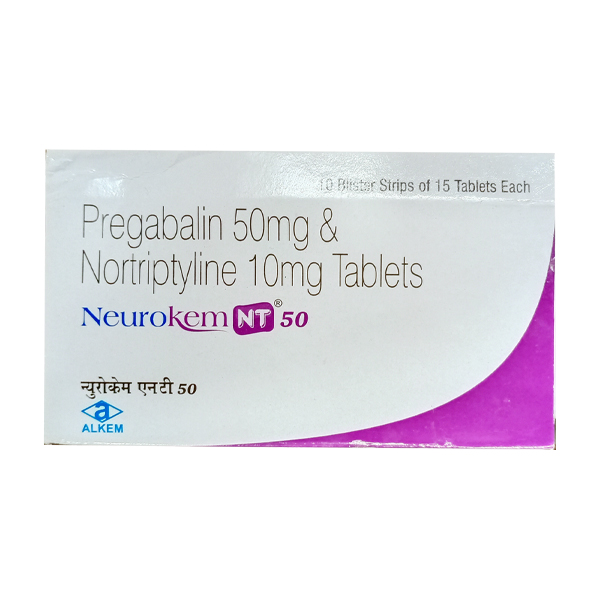 10 Blister Strips of 15 Tablets Each
Pregabalin 50mg &
Nortriptyline 10mg Tablets
Neurokem NT® 50
न्युरोकेम एनटी 50
a
ALKEM